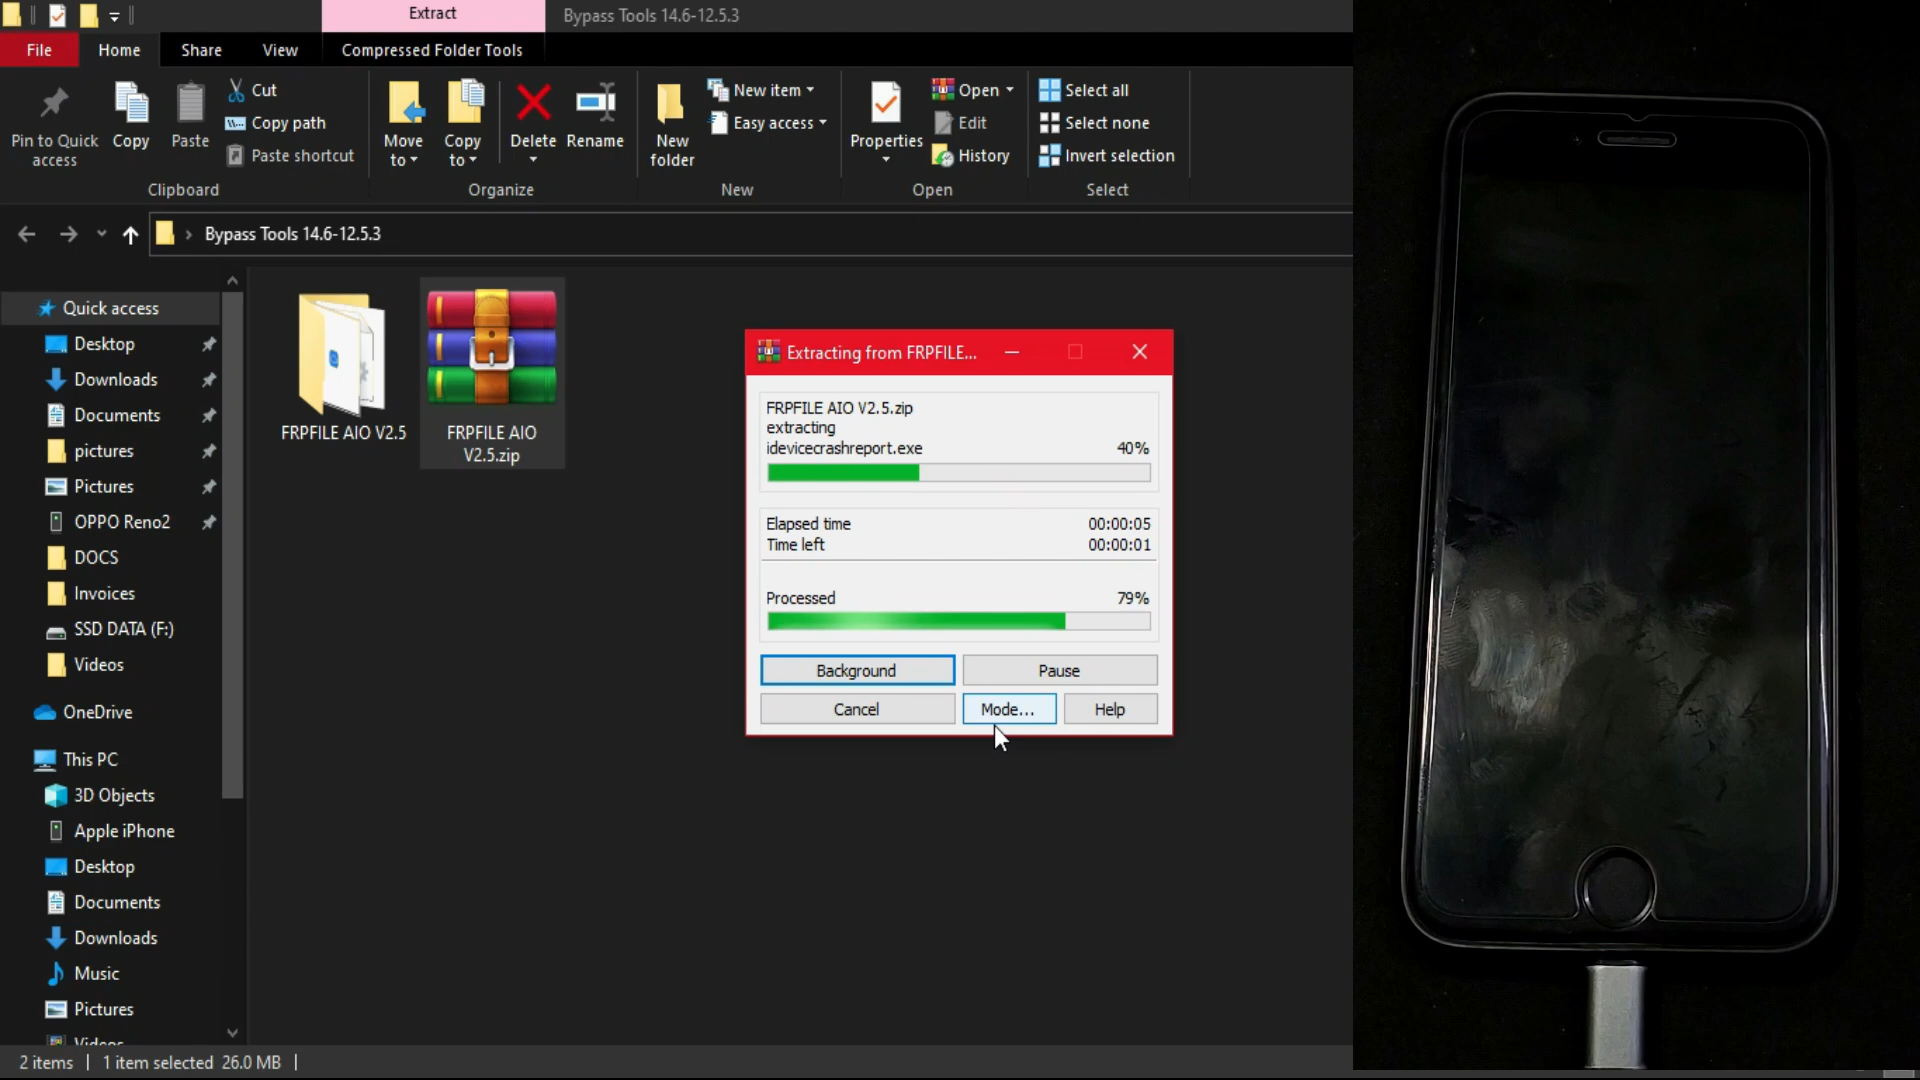 Extract
Bypass Tools 14.6-12.5.3
File
Home
Share
View
Compressed Folder Tools
Pin to Quick
access
Copy
Paste
Cut
Copy path
Paste shortcut
Clipboard
Move
to
Copy
to
Delete
Rename
Organize
New
folder
New item
Easy access
New
Properties
Open
Edit
History
Open
Select all
Select none
Invert selection
Select
Bypass Tools 14.6-12.5.3
Quick access
Desktop
Downloads
Documents
pictures
Pictures
OPPO Reno2
DOCS
Invoices
SSD DATA (F:)
Videos
OneDrive
This PC
3D Objects
Apple iPhone
Desktop
Documents
Downloads
Music
Pictures
Videos
FRPFILE AIO V2.5
FRPFILE AIO
V2.5.zip
Extracting from FRPFILE...
FRPFILE AIO V2.5.zip
extracting
idevicecrashreport.exe 40%
Elapsed time 00:00:05
Time left 00:00:01
Processed 79%
Background
Pause
Cancel
Mode...
Help
2 items
1 item selected 26.0 MB